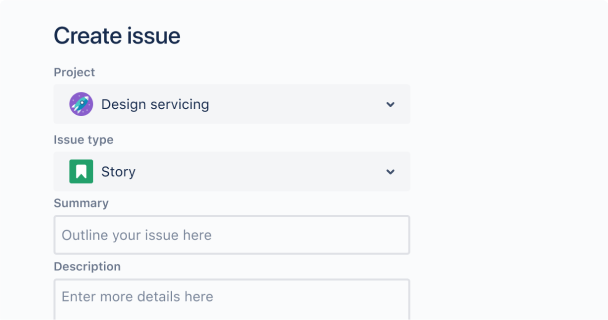 Create issue
Project
Design servicing
Issue type
Story
Summary
Outline your issue here
Description
Enter more details here